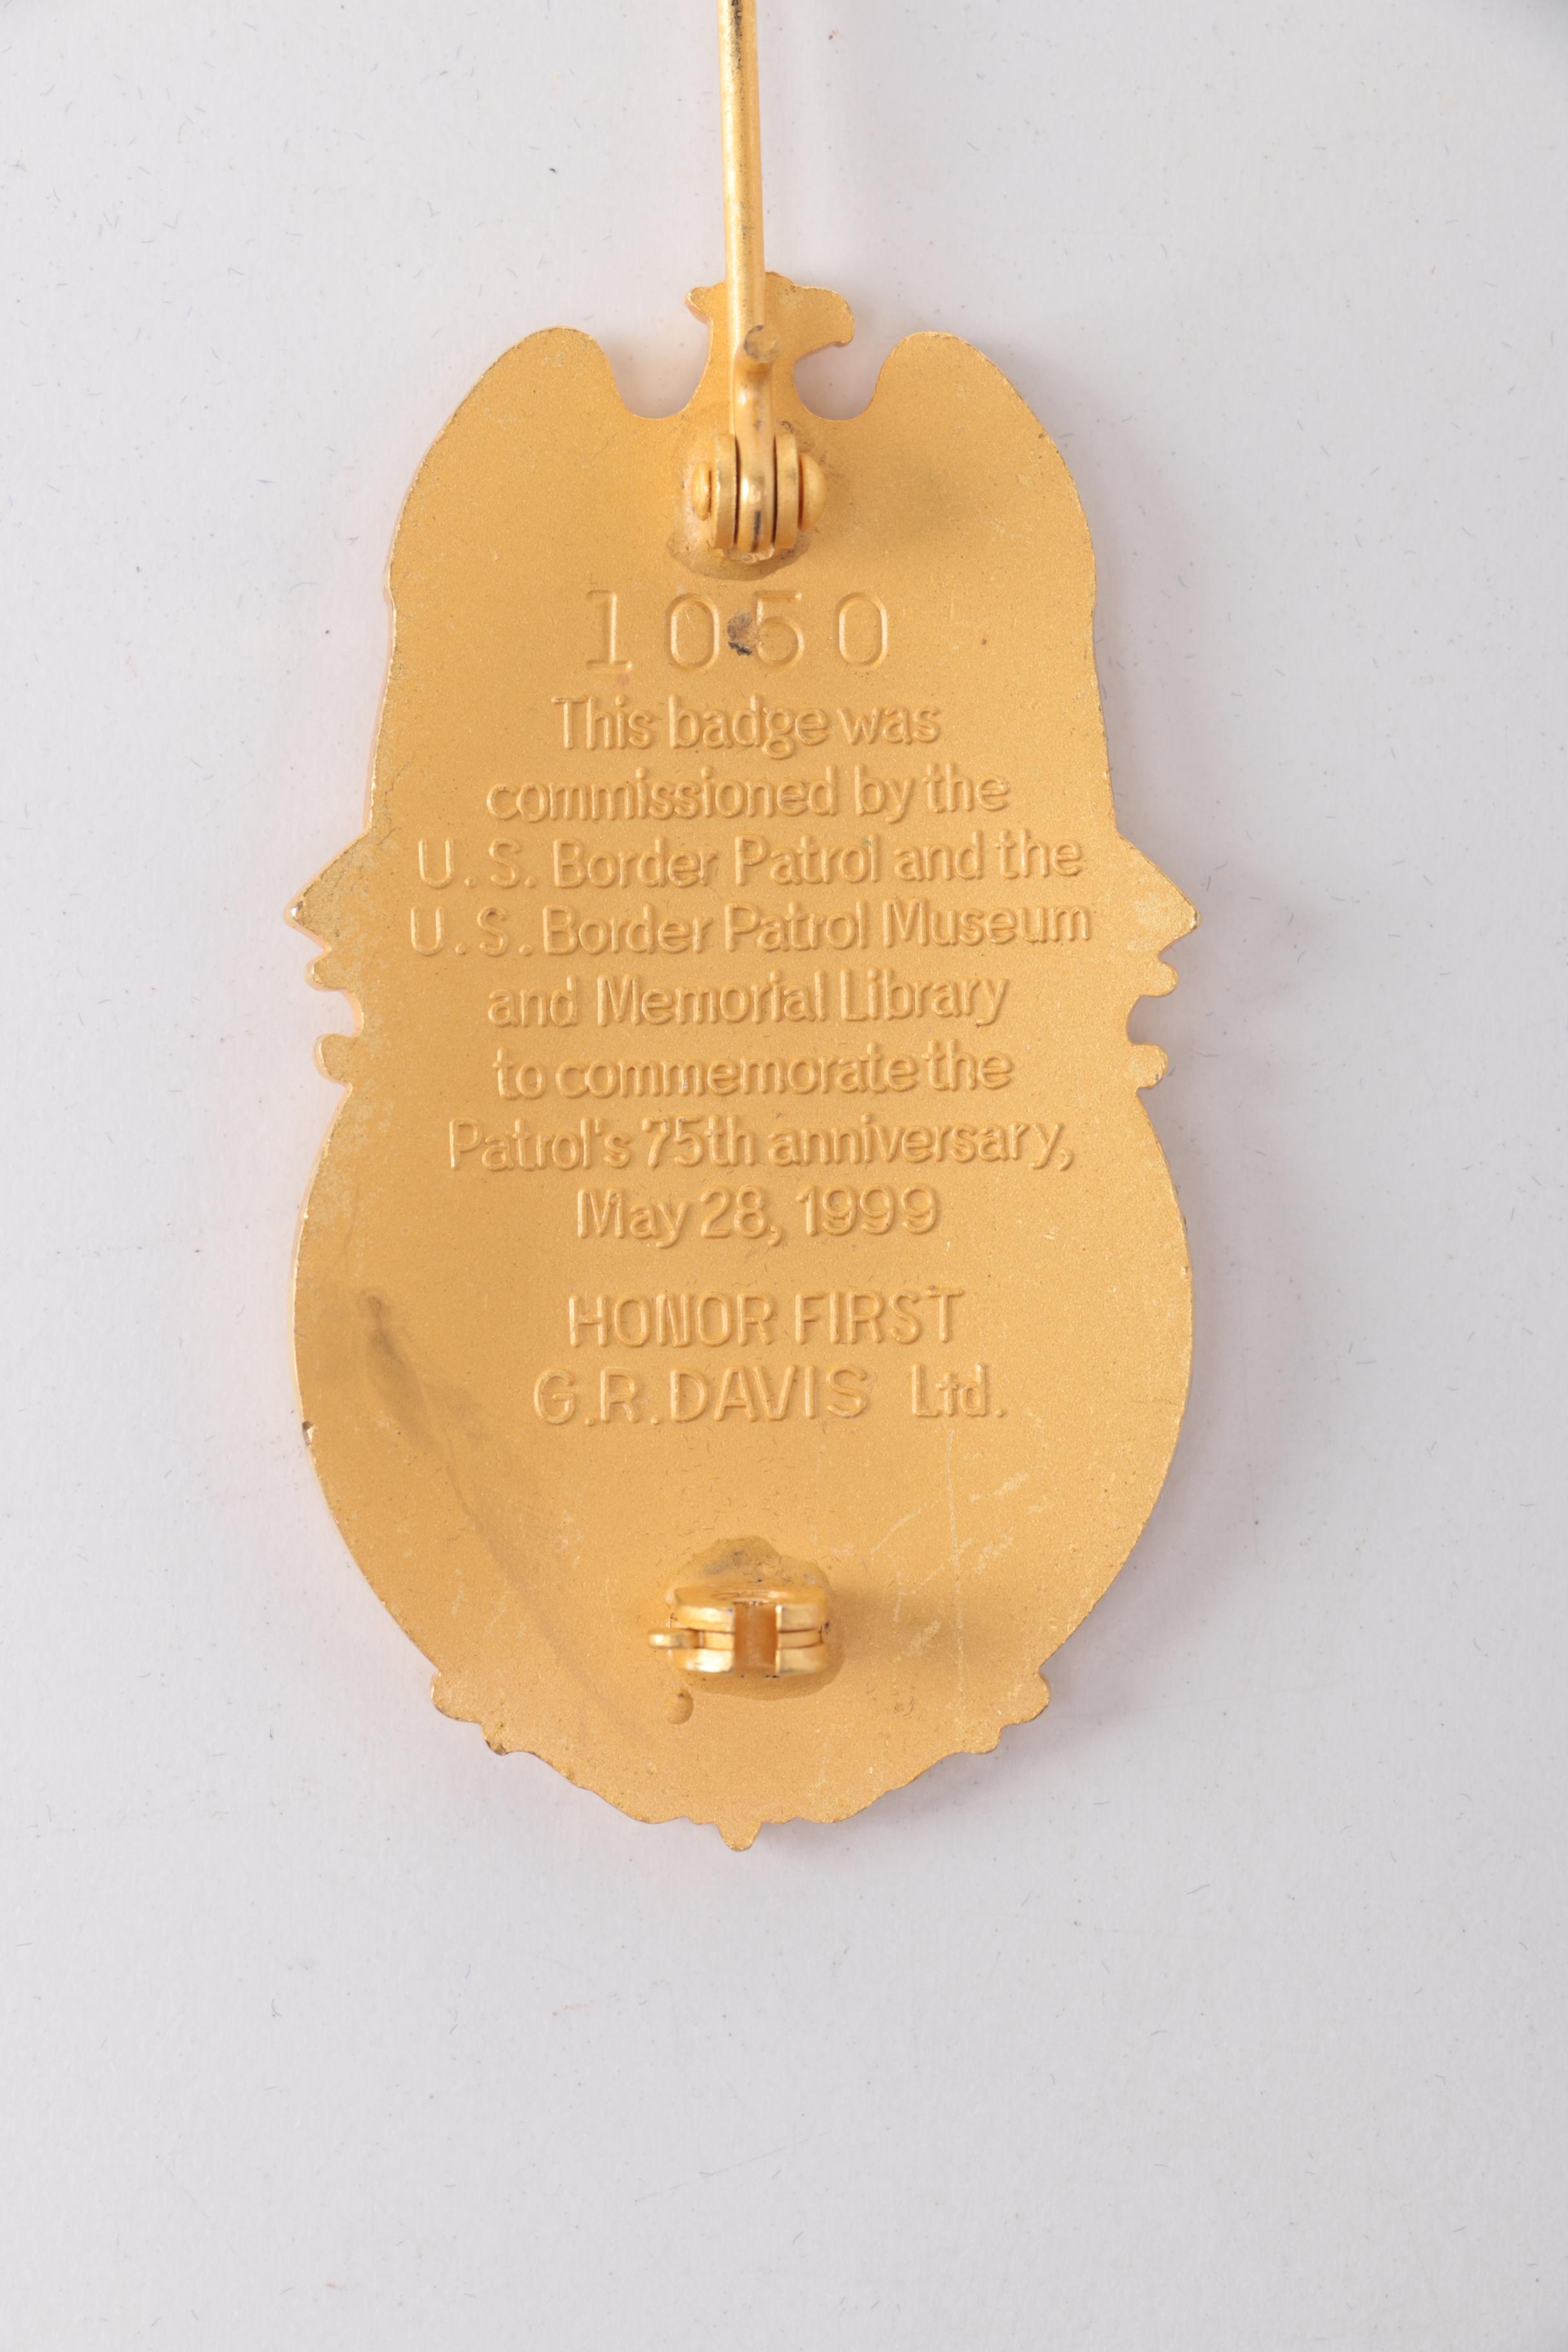 1050
This badge was
commissioned by the
U.S. Border Patrol and the
U.S. Border Patrol Museum
and Memorial Library
to commemorate the
Patrol's 75th anniversary,
May 28, 1999
HONOR FIRST
G.R.DAVIS Ltd.